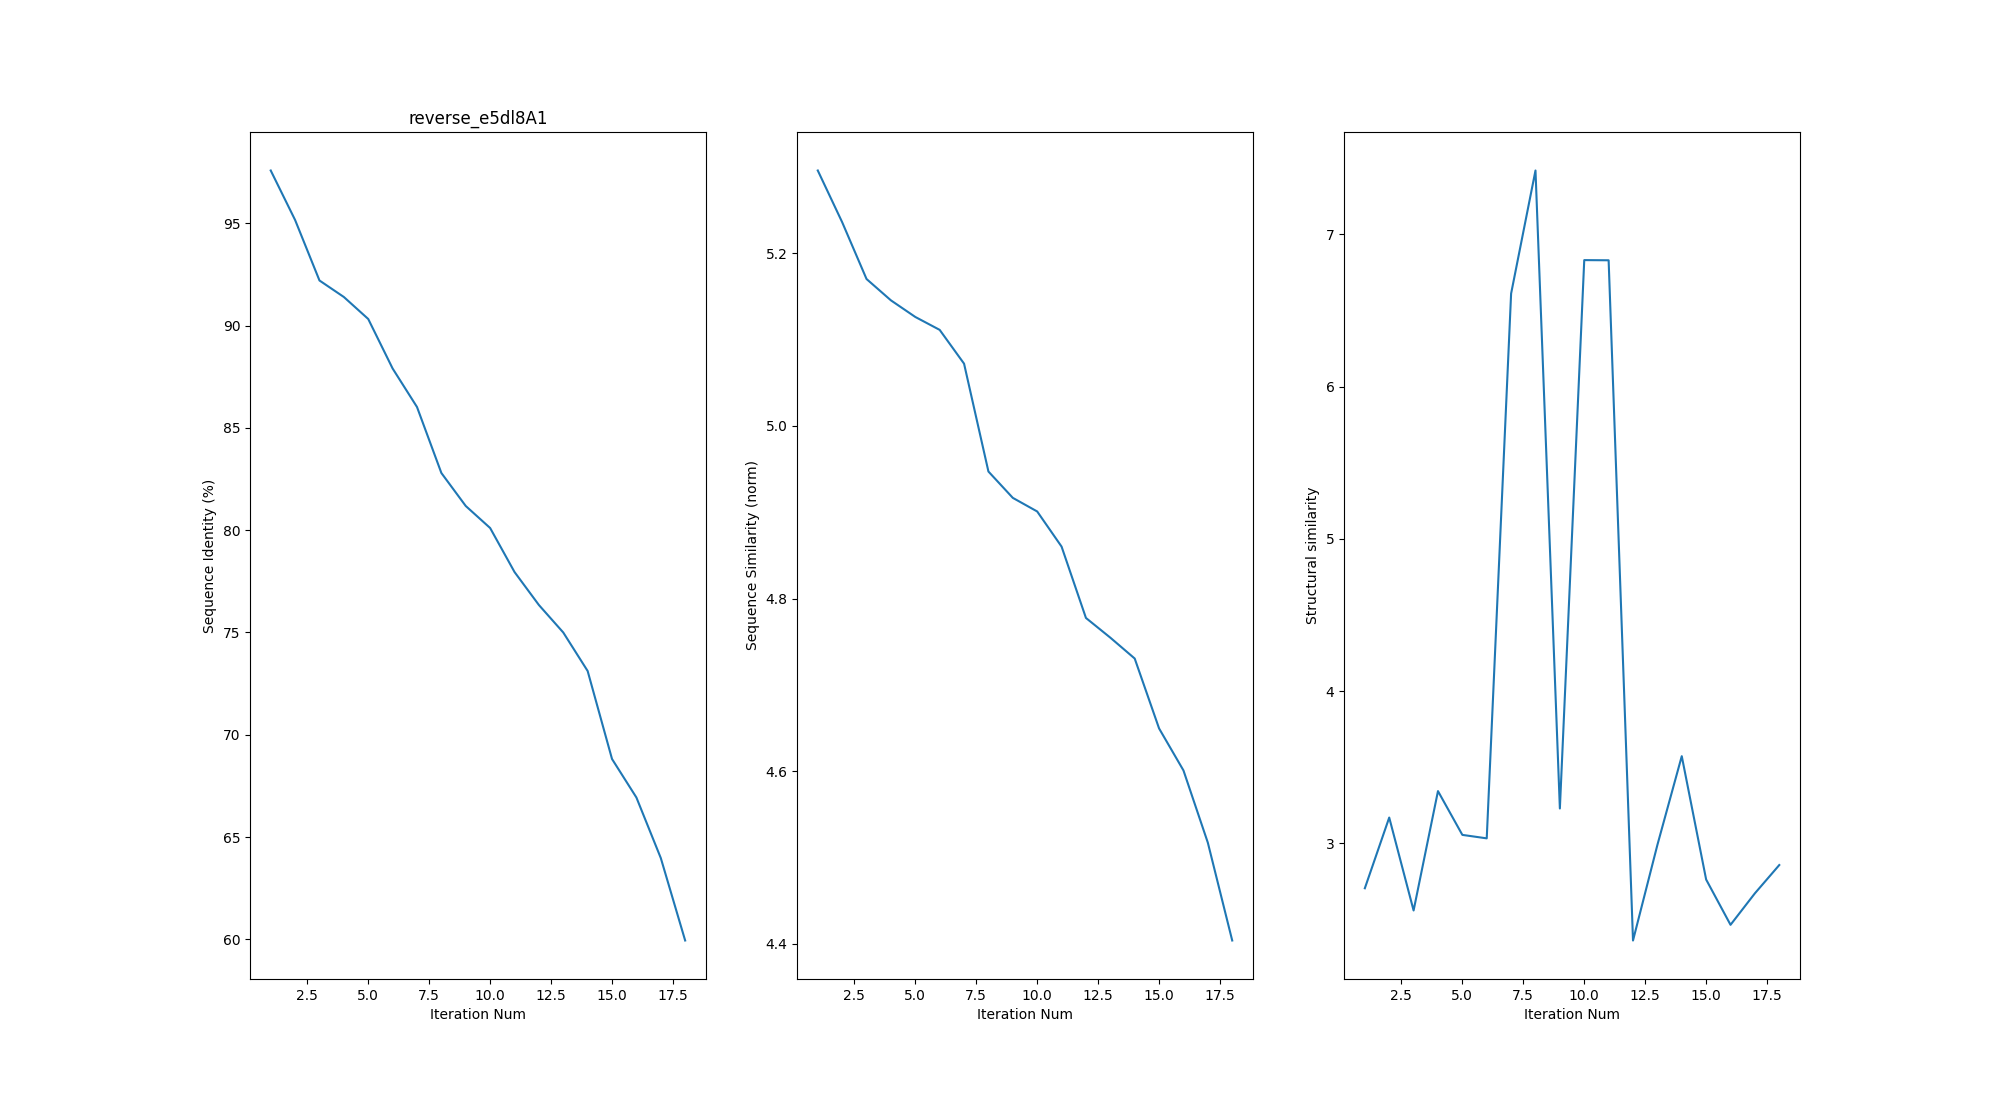 reverse_e5dl8A1
Sequence Identity (%)
95
90
85
80
75
70
65
60
2.5 5.0 7.5 10.0 12.5 15.0 17.5
Iteration Num
Sequence Similarity (norm)
5.2
5.0
4.8
4.6
4.4
2.5 5.0 7.5 10.0 12.5 15.0 17.5
Iteration Num
Structural similarity
7
6
5
4
3
2.5 5.0 7.5 10.0 12.5 15.0 17.5
Iteration Num